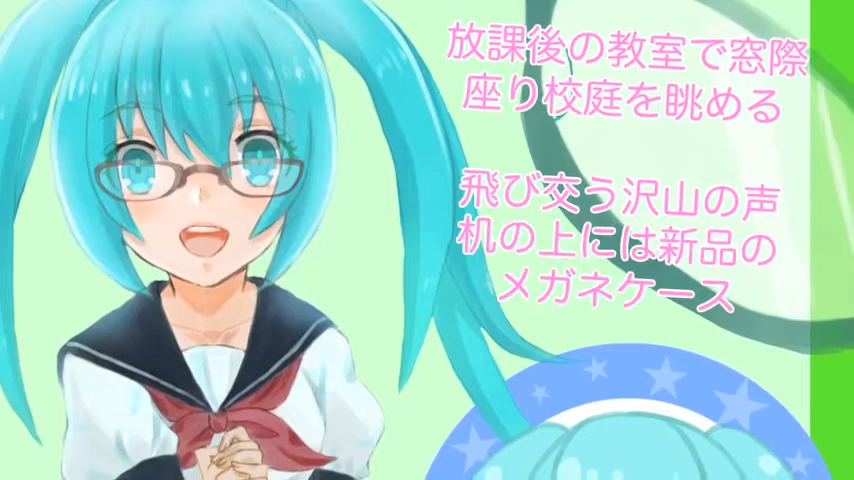 放課後の教室で窓際
座り校庭を眺める
飛び交う沢山の声
机の上には新品の
メガネケース